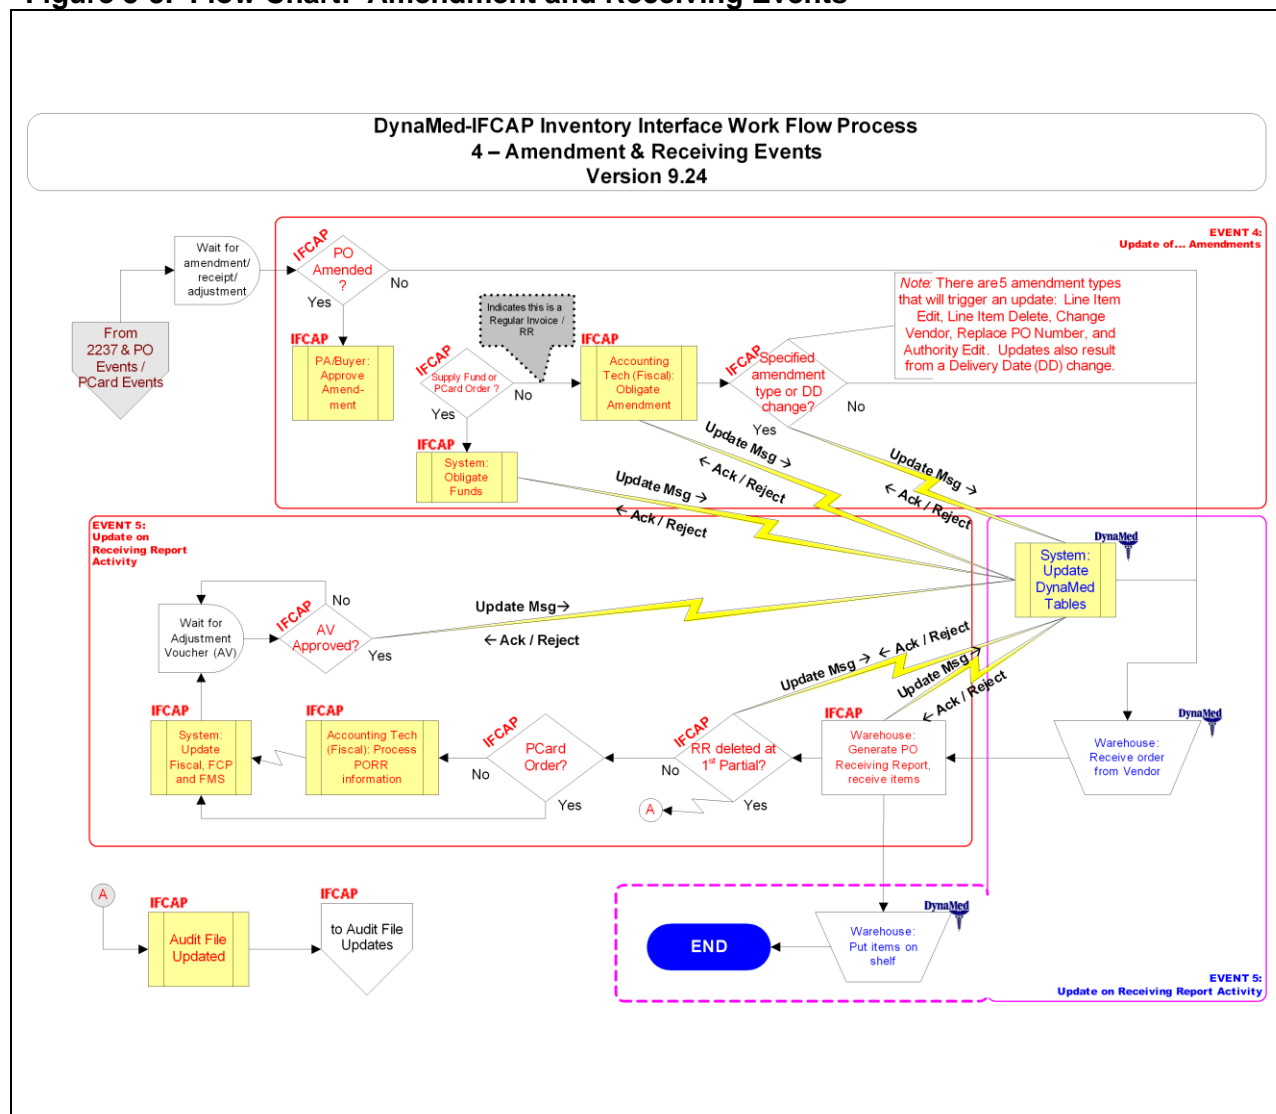 Figure 3-3. Flow Chart: Amendment and Receiving Events
DynaMed-IFCAP Inventory Interface Work Flow Process
4 – Amendment & Receiving Events
Version 9.24
EVENT 4:
Update of... Amendments
Wait for
amendment/
receipt/
adjustment
IFCAP
PO
Amended
?
No
Yes
Note: There are 5 amendment types
that will trigger an update: Line Item
Edit, Line Item Delete, Change
Vendor, Replace PO Number, and
Authority Edit. Updates also result
from a Delivery Date (DD) change.
Indicates this is a
Regular Invoice /
RR
From
2237 & PO
Events /
PCard Events
IFCAP
PA/Buyer:
Approve
Amend-
ment
IFCAP
Supply Fund or
PCard Order ?
No
Yes
IFCAP
Accounting
Tech (Fiscal):
Obligate
Amendment
IFCAP
Specified
amendment
type or DD
change?
No
Yes
IFCAP
System:
Obligate
Funds
Update Msg →
← Ack / Reject
Update Msg →
← Ack / Reject
Update Msg →
← Ack / Reject
EVENT 5:
Update on
Receiving Report
Activity
DynaMed
System:
Update
DynaMed
Tables
No
IFCAP
Wait for
Adjustment
Voucher (AV)
AV
Approved?
Yes
Update Msg→
← Ack / Reject
Update Msg → ← Ack / Reject
Update Msg →
← Ack / Reject
IFCAP
System:
Update
Fiscal, FCP
and FMS
IFCAP
Accounting Tech
(Fiscal): Process
PORR
information
IFCAP
PCard
Order?
No
Yes
IFCAP
RR deleted at
1st Partial?
No
Yes
A
IFCAP
Warehouse:
Generate PO
Receiving Report,
receive items
DynaMed
Warehouse:
Receive order
from Vendor
A
IFCAP
Audit File
Updated
IFCAP
to Audit File
Updates
END
DynaMed
Warehouse:
Put items on
shelf
EVENT 5:
Update on Receiving Report Activity